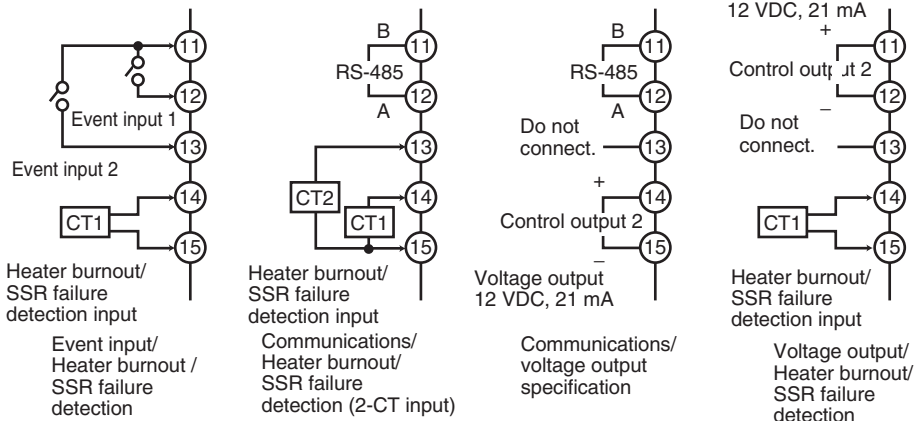 11
12
Event input 1
13
Event input 2
14
CT1
15
Heater burnout/
SSR failure
detection input
Event input/
Heater burnout /
SSR failure
detection
B
11
RS-485
12
A
13
CT2
14
CT1
15
Heater burnout/
SSR failure
detection input
Communications/
Heater burnout/
SSR failure
detection (2-CT input)
B
11
RS-485
12
A
Do not
connect.
13
+
14
Control output 2
15
−
Voltage output
12 VDC, 21 mA
Communications/
voltage output
specification
12 VDC, 21 mA
+
11
Control output 2
12
−
Do not
connect.
13
14
CT1
15
Heater burnout/
SSR failure
detection input
Voltage output/
Heater burnout/
SSR failure
detection